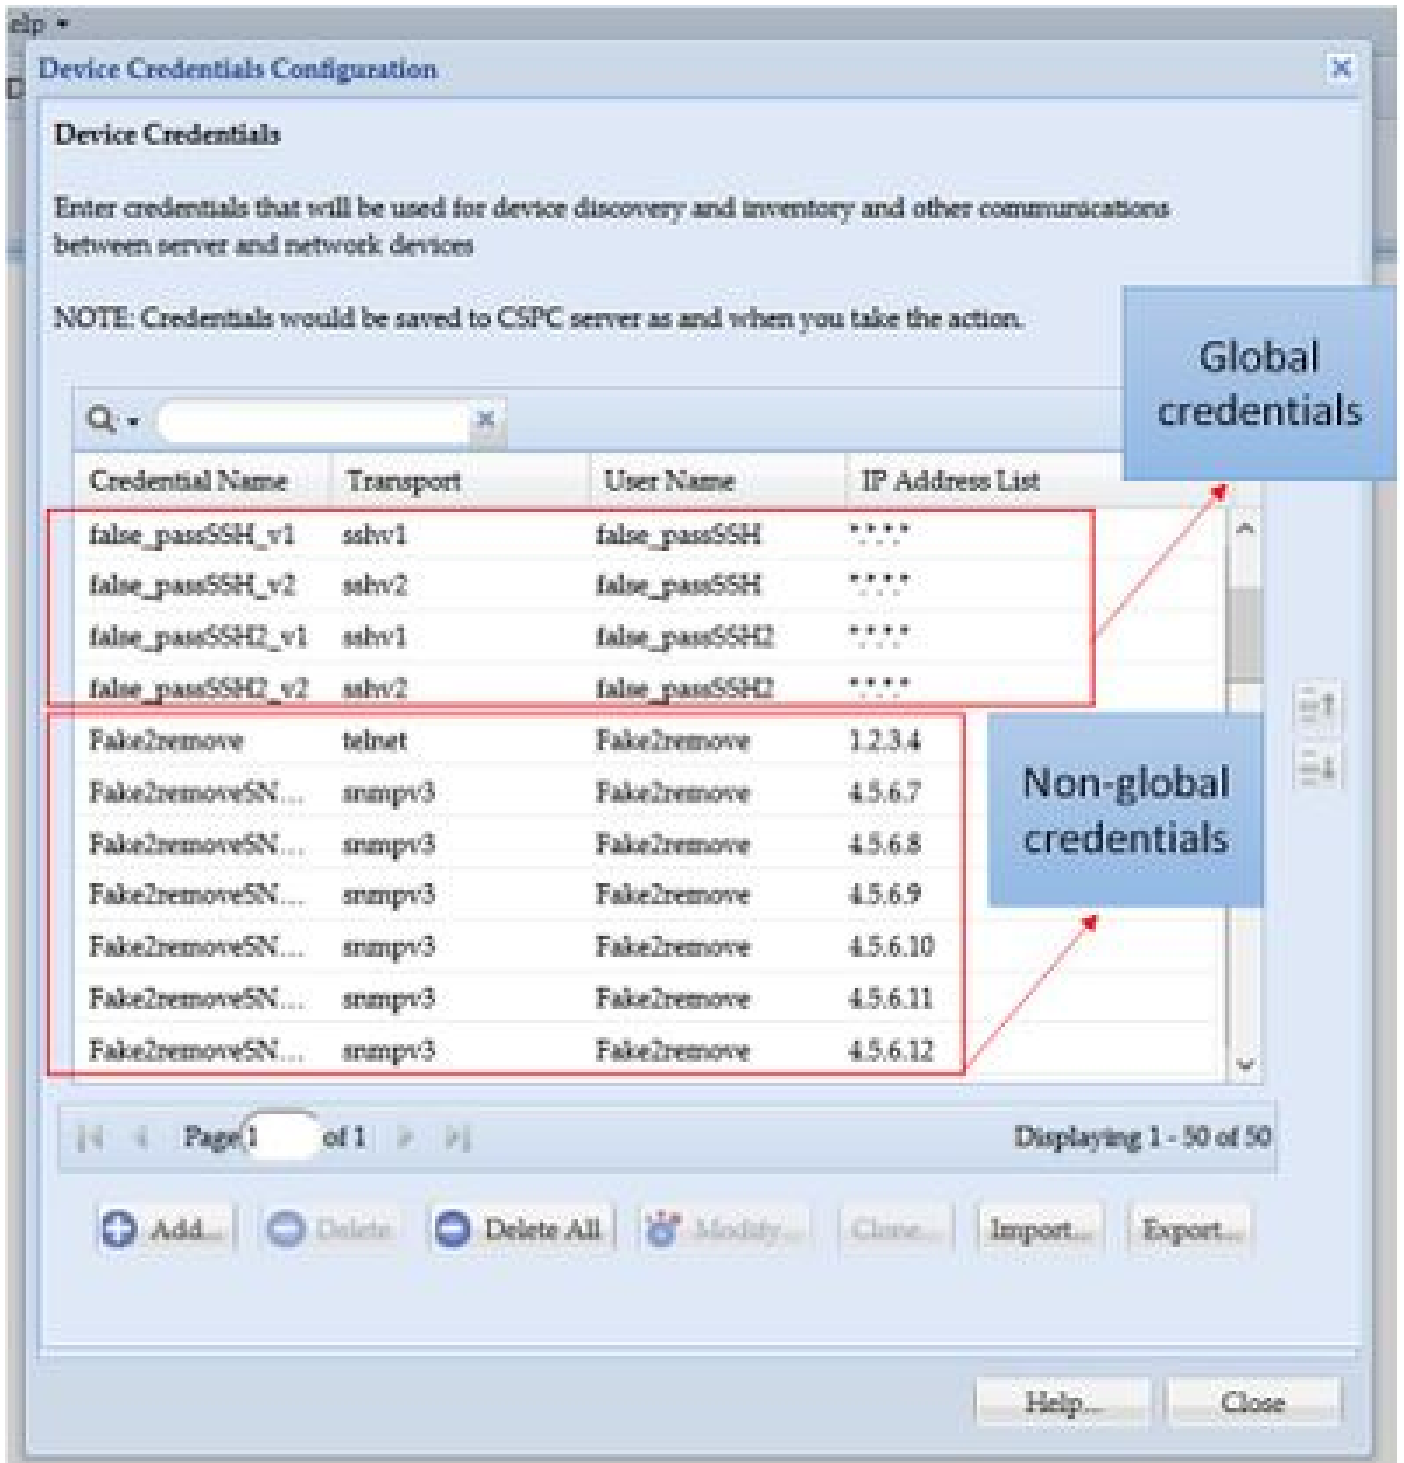 elp
Device Credentials Configuration
Device Credentials
Enter credentials that will be used for device discovery and inventory and other communications
between server and network devices
NOTE: Credentials would be saved to CSPC server as and when you take the action.
Global
credentials
Credential Name Transport User Name IP Address List
false_passSSH_v1 sshv1 false_passSSH *.*.*.*
false_passSSH_v2 sshv2 false_passSSH *.*.*.*
false_passSSH2_v1 sshv1 false_passSSH2 *.*.*.*
false_passSSH2_v2 sshv2 false_passSSH2 *.*.*.*
Fake2remove telnet Fake2remove 1.2.3.4
Fake2removeSN... snmpv3 Fake2remove 4.5.6.7
Fake2removeSN... snmpv3 Fake2remove 4.5.6.8
Fake2removeSN... snmpv3 Fake2remove 4.5.6.9
Fake2removeSN... snmpv3 Fake2remove 4.5.6.10
Fake2removeSN... snmpv3 Fake2remove 4.5.6.11
Fake2removeSN... snmpv3 Fake2remove 4.5.6.12
Non-global
credentials
Page 1 of 1 Displaying 1 - 50 of 50
Add... Delete Delete All Modify... Clone... Import... Export...
Help... Close